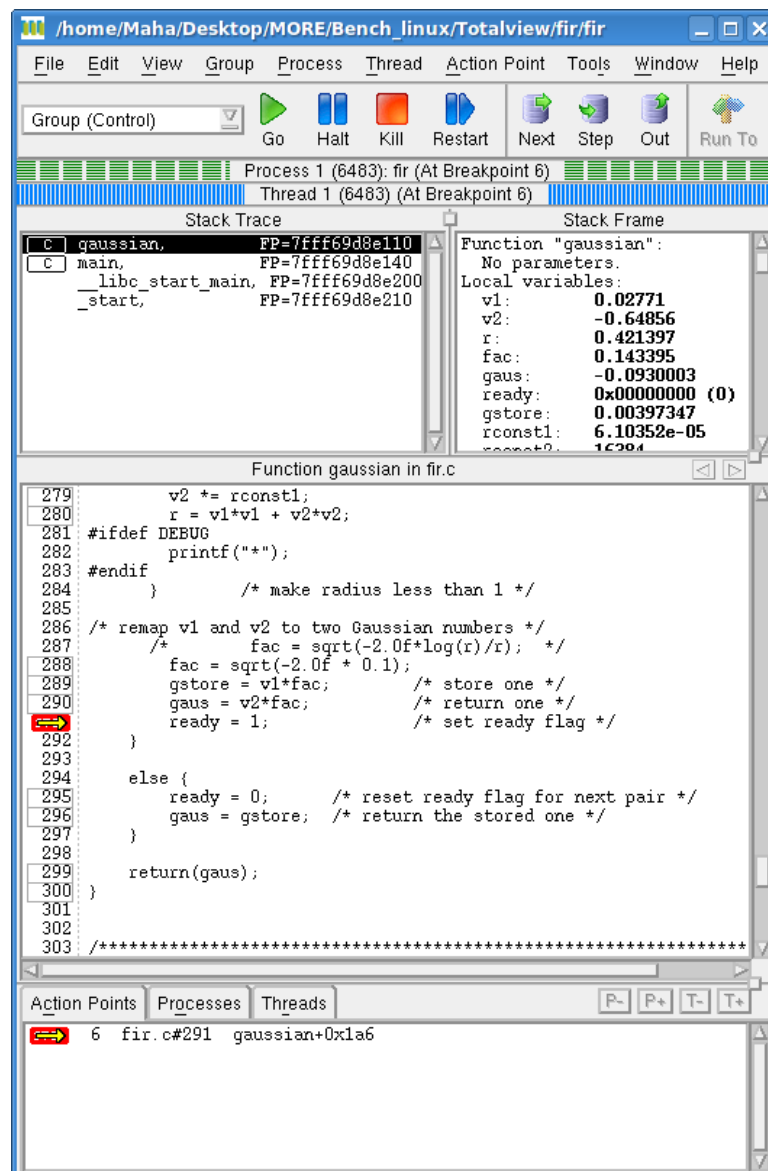 /home/Maha/Desktop/MORE/Bench_linux/Totalview/fir/fir
File Edit View Group Process Thread Action Point Tools Window Help
Group (Control) Go Halt Kill Restart Next Step Out Run To
Process 1 (6483): fir (At Breakpoint 6)
Thread 1 (6483) (At Breakpoint 6)
Stack Trace
C gaussian, FP=7fff69d8e110
C main, FP=7fff69d8e140
__libc_start_main, FP=7fff69d8e200
_start, FP=7fff69d8e210
Stack Frame
Function "gaussian":
No parameters.
Local variables:
v1: 0.02771
v2: -0.64856
r: 0.421397
fac: 0.143395
gaus: -0.0930003
ready: 0x00000000 (0)
gstore: 0.00397347
rconst1: 6.10352e-05
rconst2: 16384
Function gaussian in fir.c
279 v2 *= rconst1;
280 r = v1*v1 + v2*v2;
281 #ifdef DEBUG
282 printf("*");
283 #endif
284 } /* make radius less than 1 */
285
286 /* remap v1 and v2 to two Gaussian numbers */
287 /* fac = sqrt(-2.0f*log(r)/r); */
288 fac = sqrt(-2.0f * 0.1);
289 gstore = v1*fac; /* store one */
290 gaus = v2*fac; /* return one */
ready = 1; /* set ready flag */
292 }
293
294 else {
295 ready = 0; /* reset ready flag for next pair */
296 gaus = gstore; /* return the stored one */
297 }
298
299 return(gaus);
300 }
301
302
303 /****************************************************************
Action Points Processes Threads P- P+ T- T+
6 fir.c#291 gaussian+0x1a6